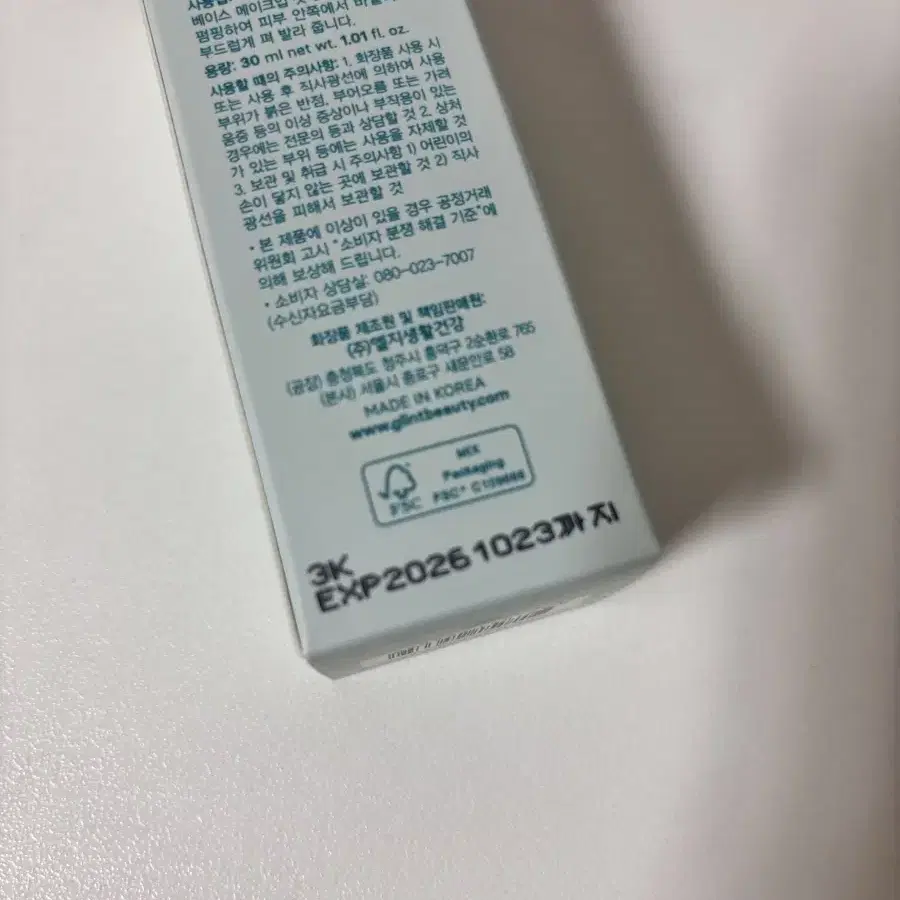 베이스 메이크업
펌핑하여 피부 안쪽에서 바깥
부드럽게 펴 발라 줍니다.
용량: 30 ml net wt. 1.01 fl. oz.
사용할 때의 주의사항: 1. 화장품 사용 시
또는 사용 후 직사광선에 의하여 사용
부위가 붉은 반점, 부어오름 또는 가려
움증 등의 이상 증상이나 부작용이 있는
경우에는 전문의 등과 상담할 것 2. 상처
가 있는 부위 등에는 사용을 자제할 것
3. 보관 및 취급 시 주의사항 1) 어린이의
손이 닿지 않는 곳에 보관할 것 2) 직사
광선을 피해서 보관할 것
• 본 제품에 이상이 있을 경우 공정거래
위원회 고시 "소비자 분쟁 해결 기준"에
의해 보상해 드립니다.
• 소비자 상담실: 080-023-7007
(수신자요금부담)
화장품 제조원 및 책임판매원:
(주)엘지생활건강
(공장) 충청북도 청주시 흥덕구 2순환로 765
(본사) 서울시 종로구 새문안로 58
MADE IN KOREA
www.glintbeauty.com
FSC
MIX
Packaging
3K
EXP20261023까지